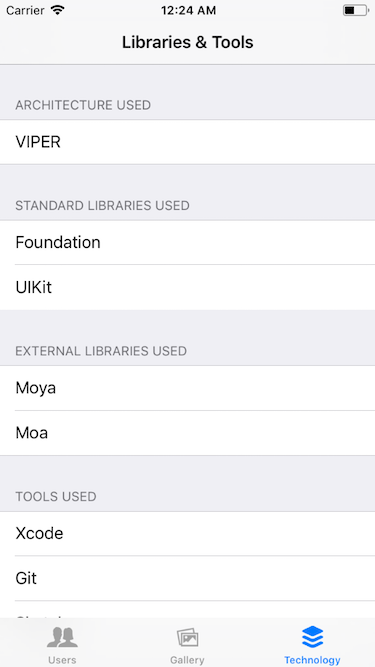 Carrier 12:24 AM
Libraries & Tools
ARCHITECTURE USED
VIPER
STANDARD LIBRARIES USED
Foundation
UIKit
EXTERNAL LIBRARIES USED
Moya
Moa
TOOLS USED
Xcode
Git
Users Gallery Technology